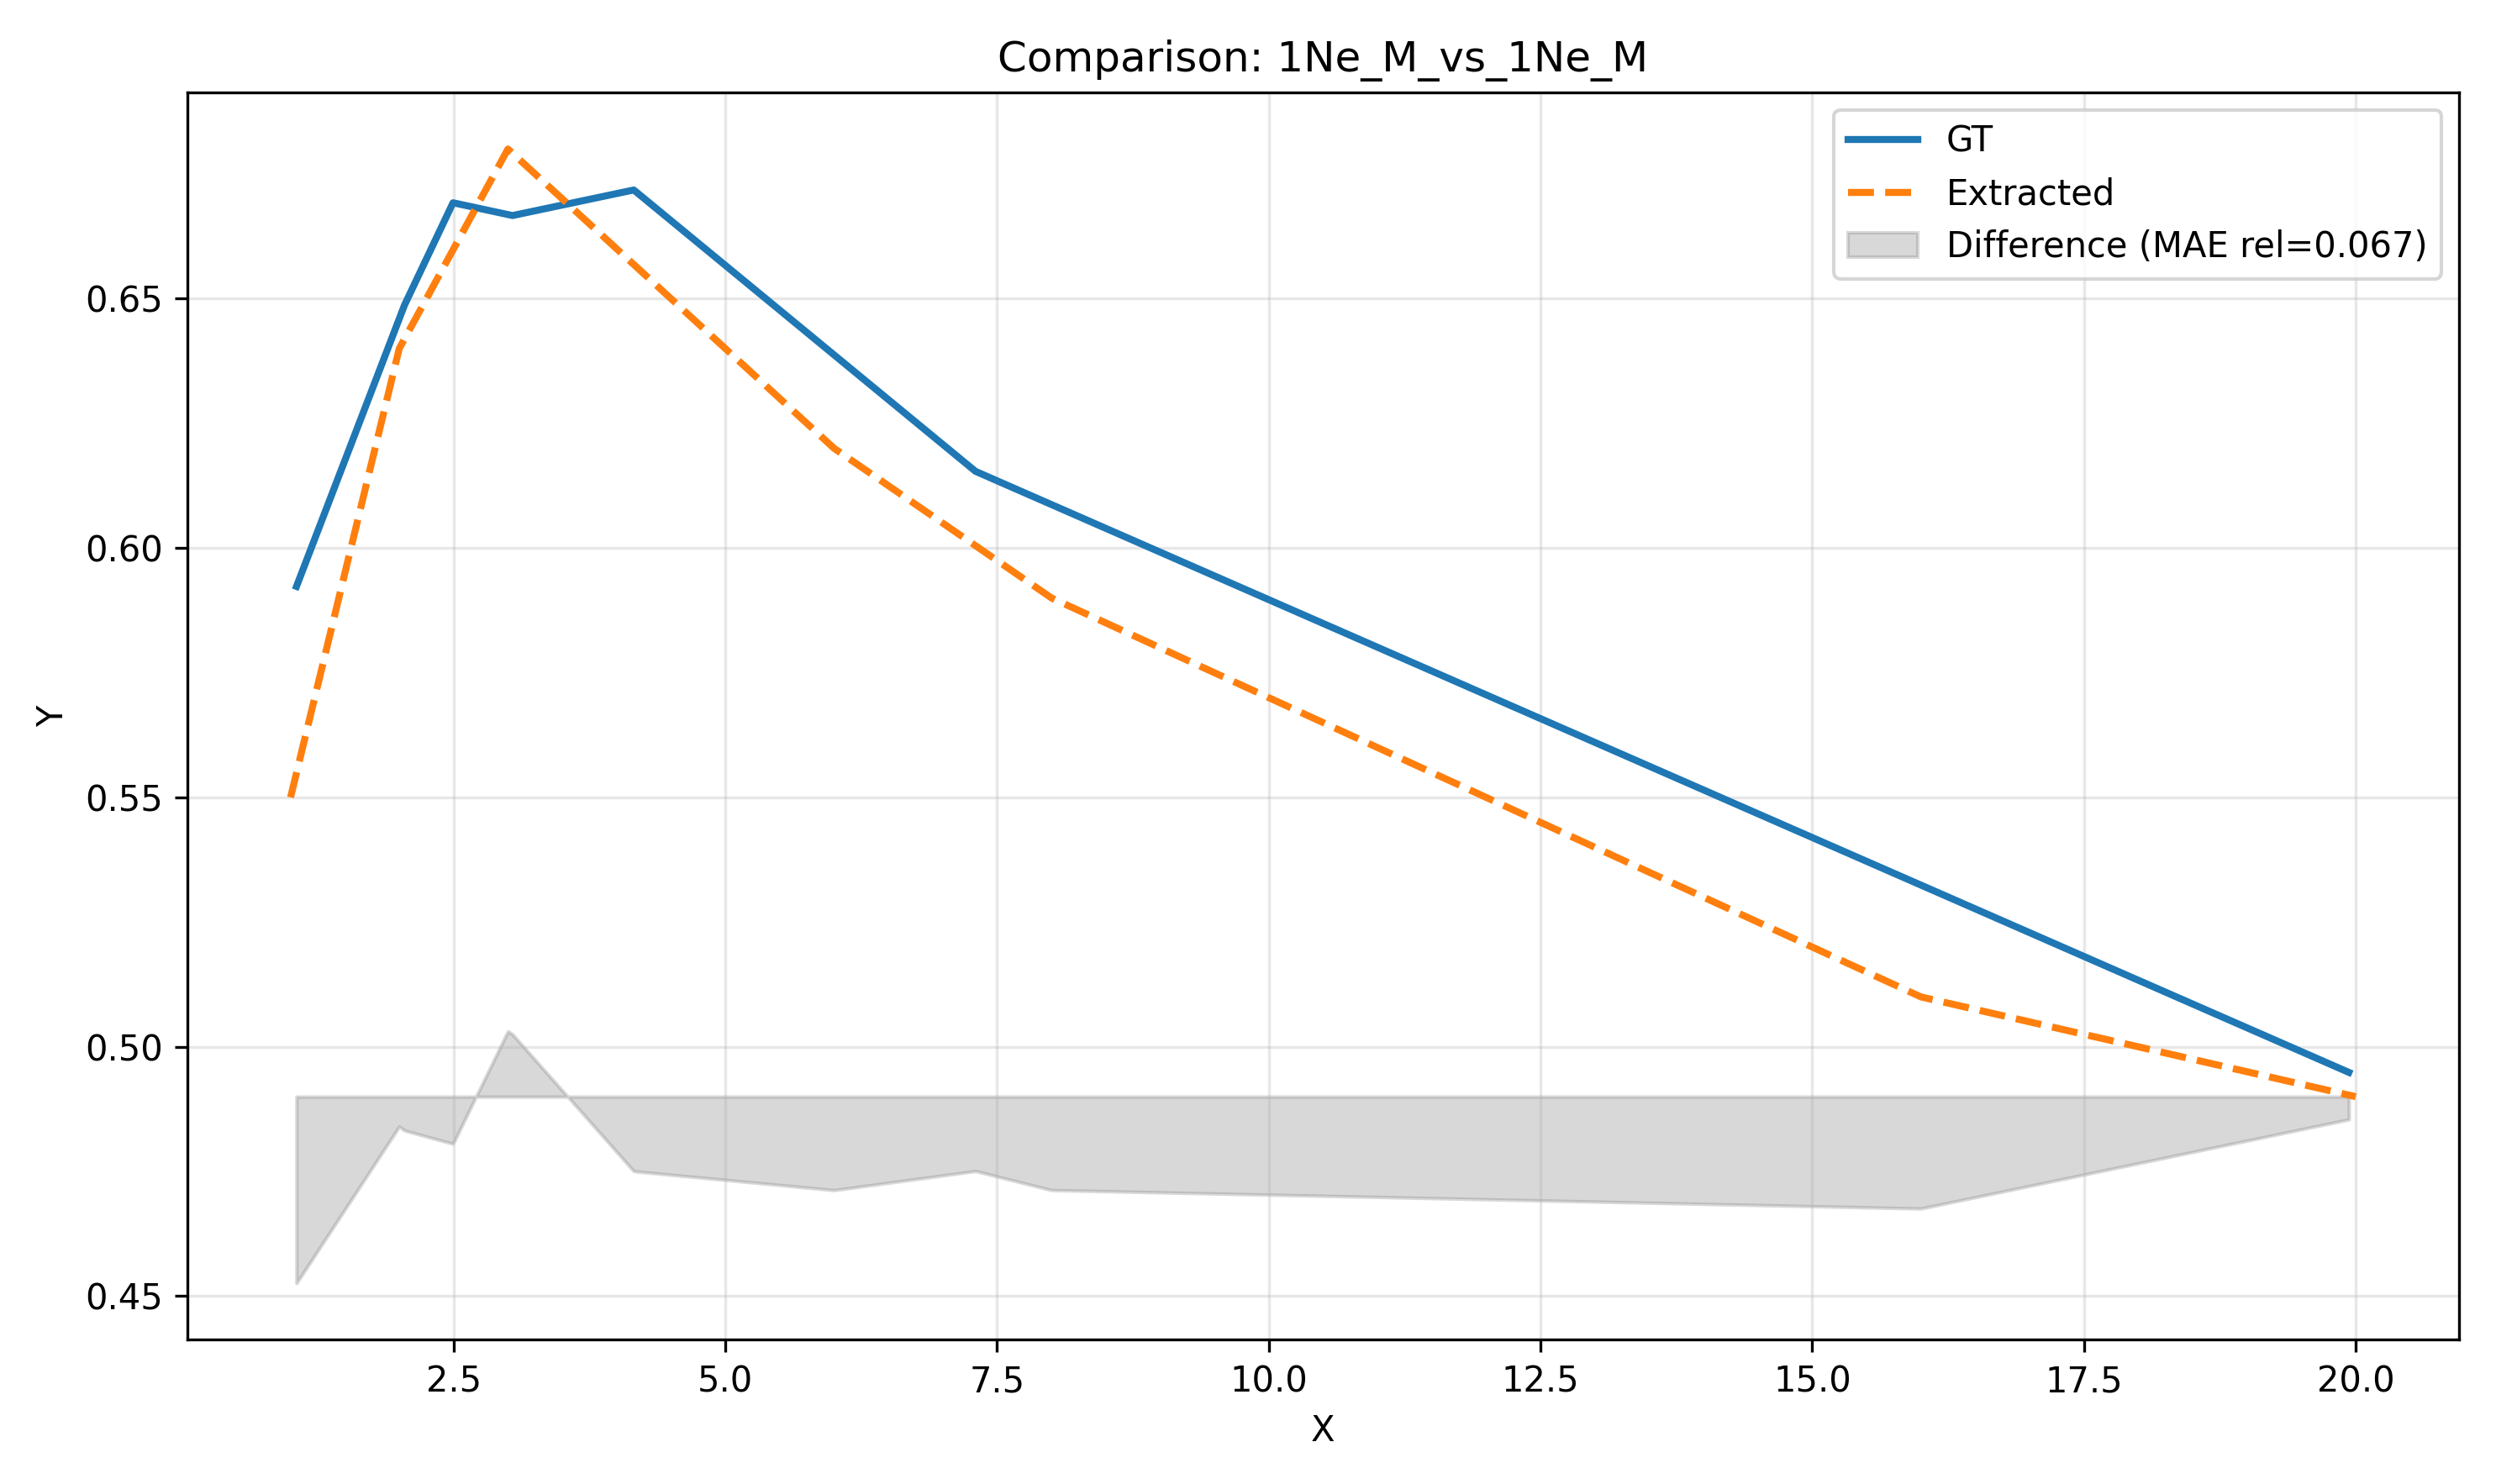 Comparison: 1Ne_M_vs_1Ne_M
GT
Extracted
Difference (MAE rel=0.067)
Y
0.65
0.60
0.55
0.50
0.45
2.5 5.0 7.5 10.0 12.5 15.0 17.5 20.0
X